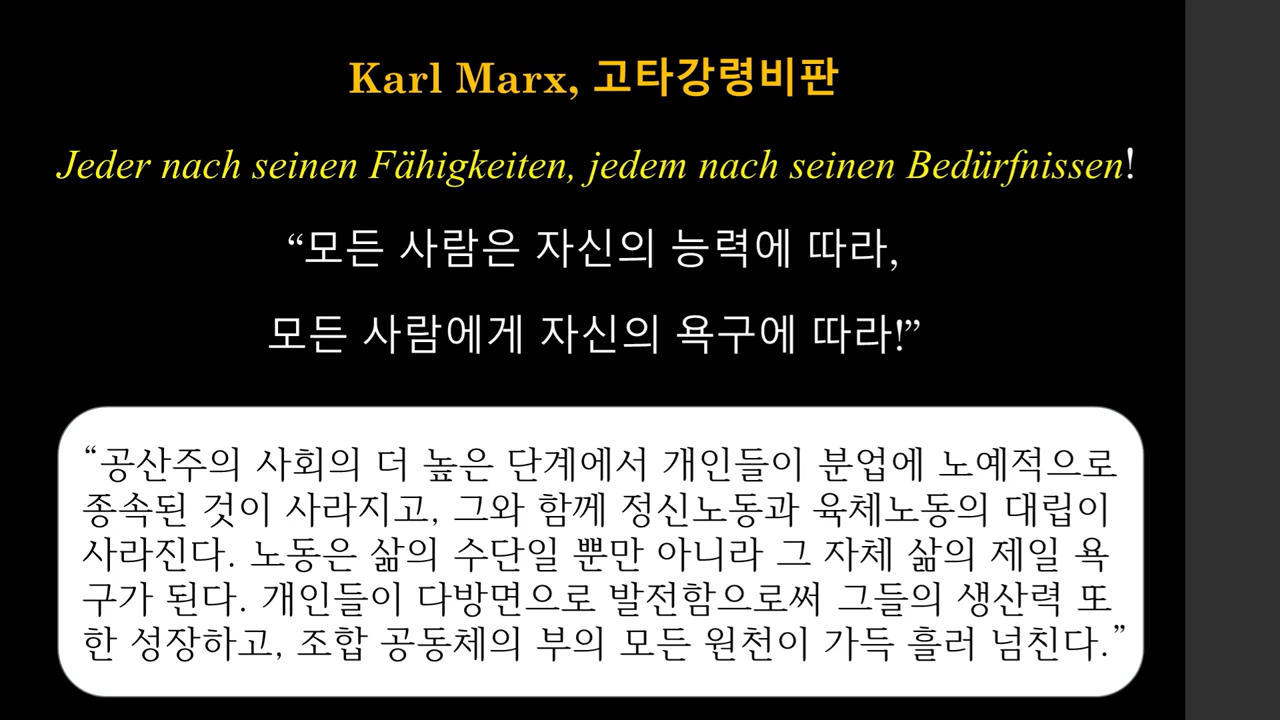 Karl Marx, 고타강령비판
Jeder nach seinen Fähigkeiten, jedem nach seinen Bedürfnissen!
“모든 사람은 자신의 능력에 따라,
모든 사람에게 자신의 욕구에 따라!”
“공산주의 사회의 더 높은 단계에서 개인들이 분업에 노예적으로
종속된 것이 사라지고, 그와 함께 정신노동과 육체노동의 대립이
사라진다. 노동은 삶의 수단일 뿐만 아니라 그 자체 삶의 제일 욕
구가 된다. 개인들이 다방면으로 발전함으로써 그들의 생산력 또
한 성장하고, 조합 공동체의 부의 모든 원천이 가득 흘러 넘친다.”